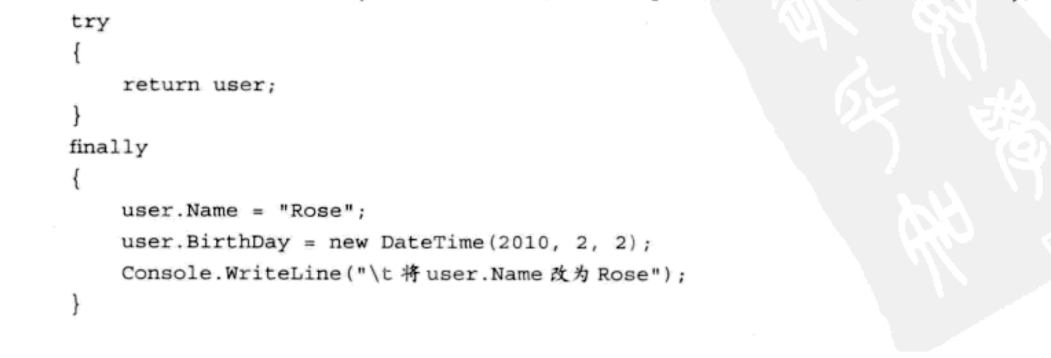 try
{
    return user;
}
finally
{
    user.Name = "Rose";
    user.BirthDay = new DateTime(2010, 2, 2);
    Console.WriteLine("\t 将 user.Name 改为 Rose");
}